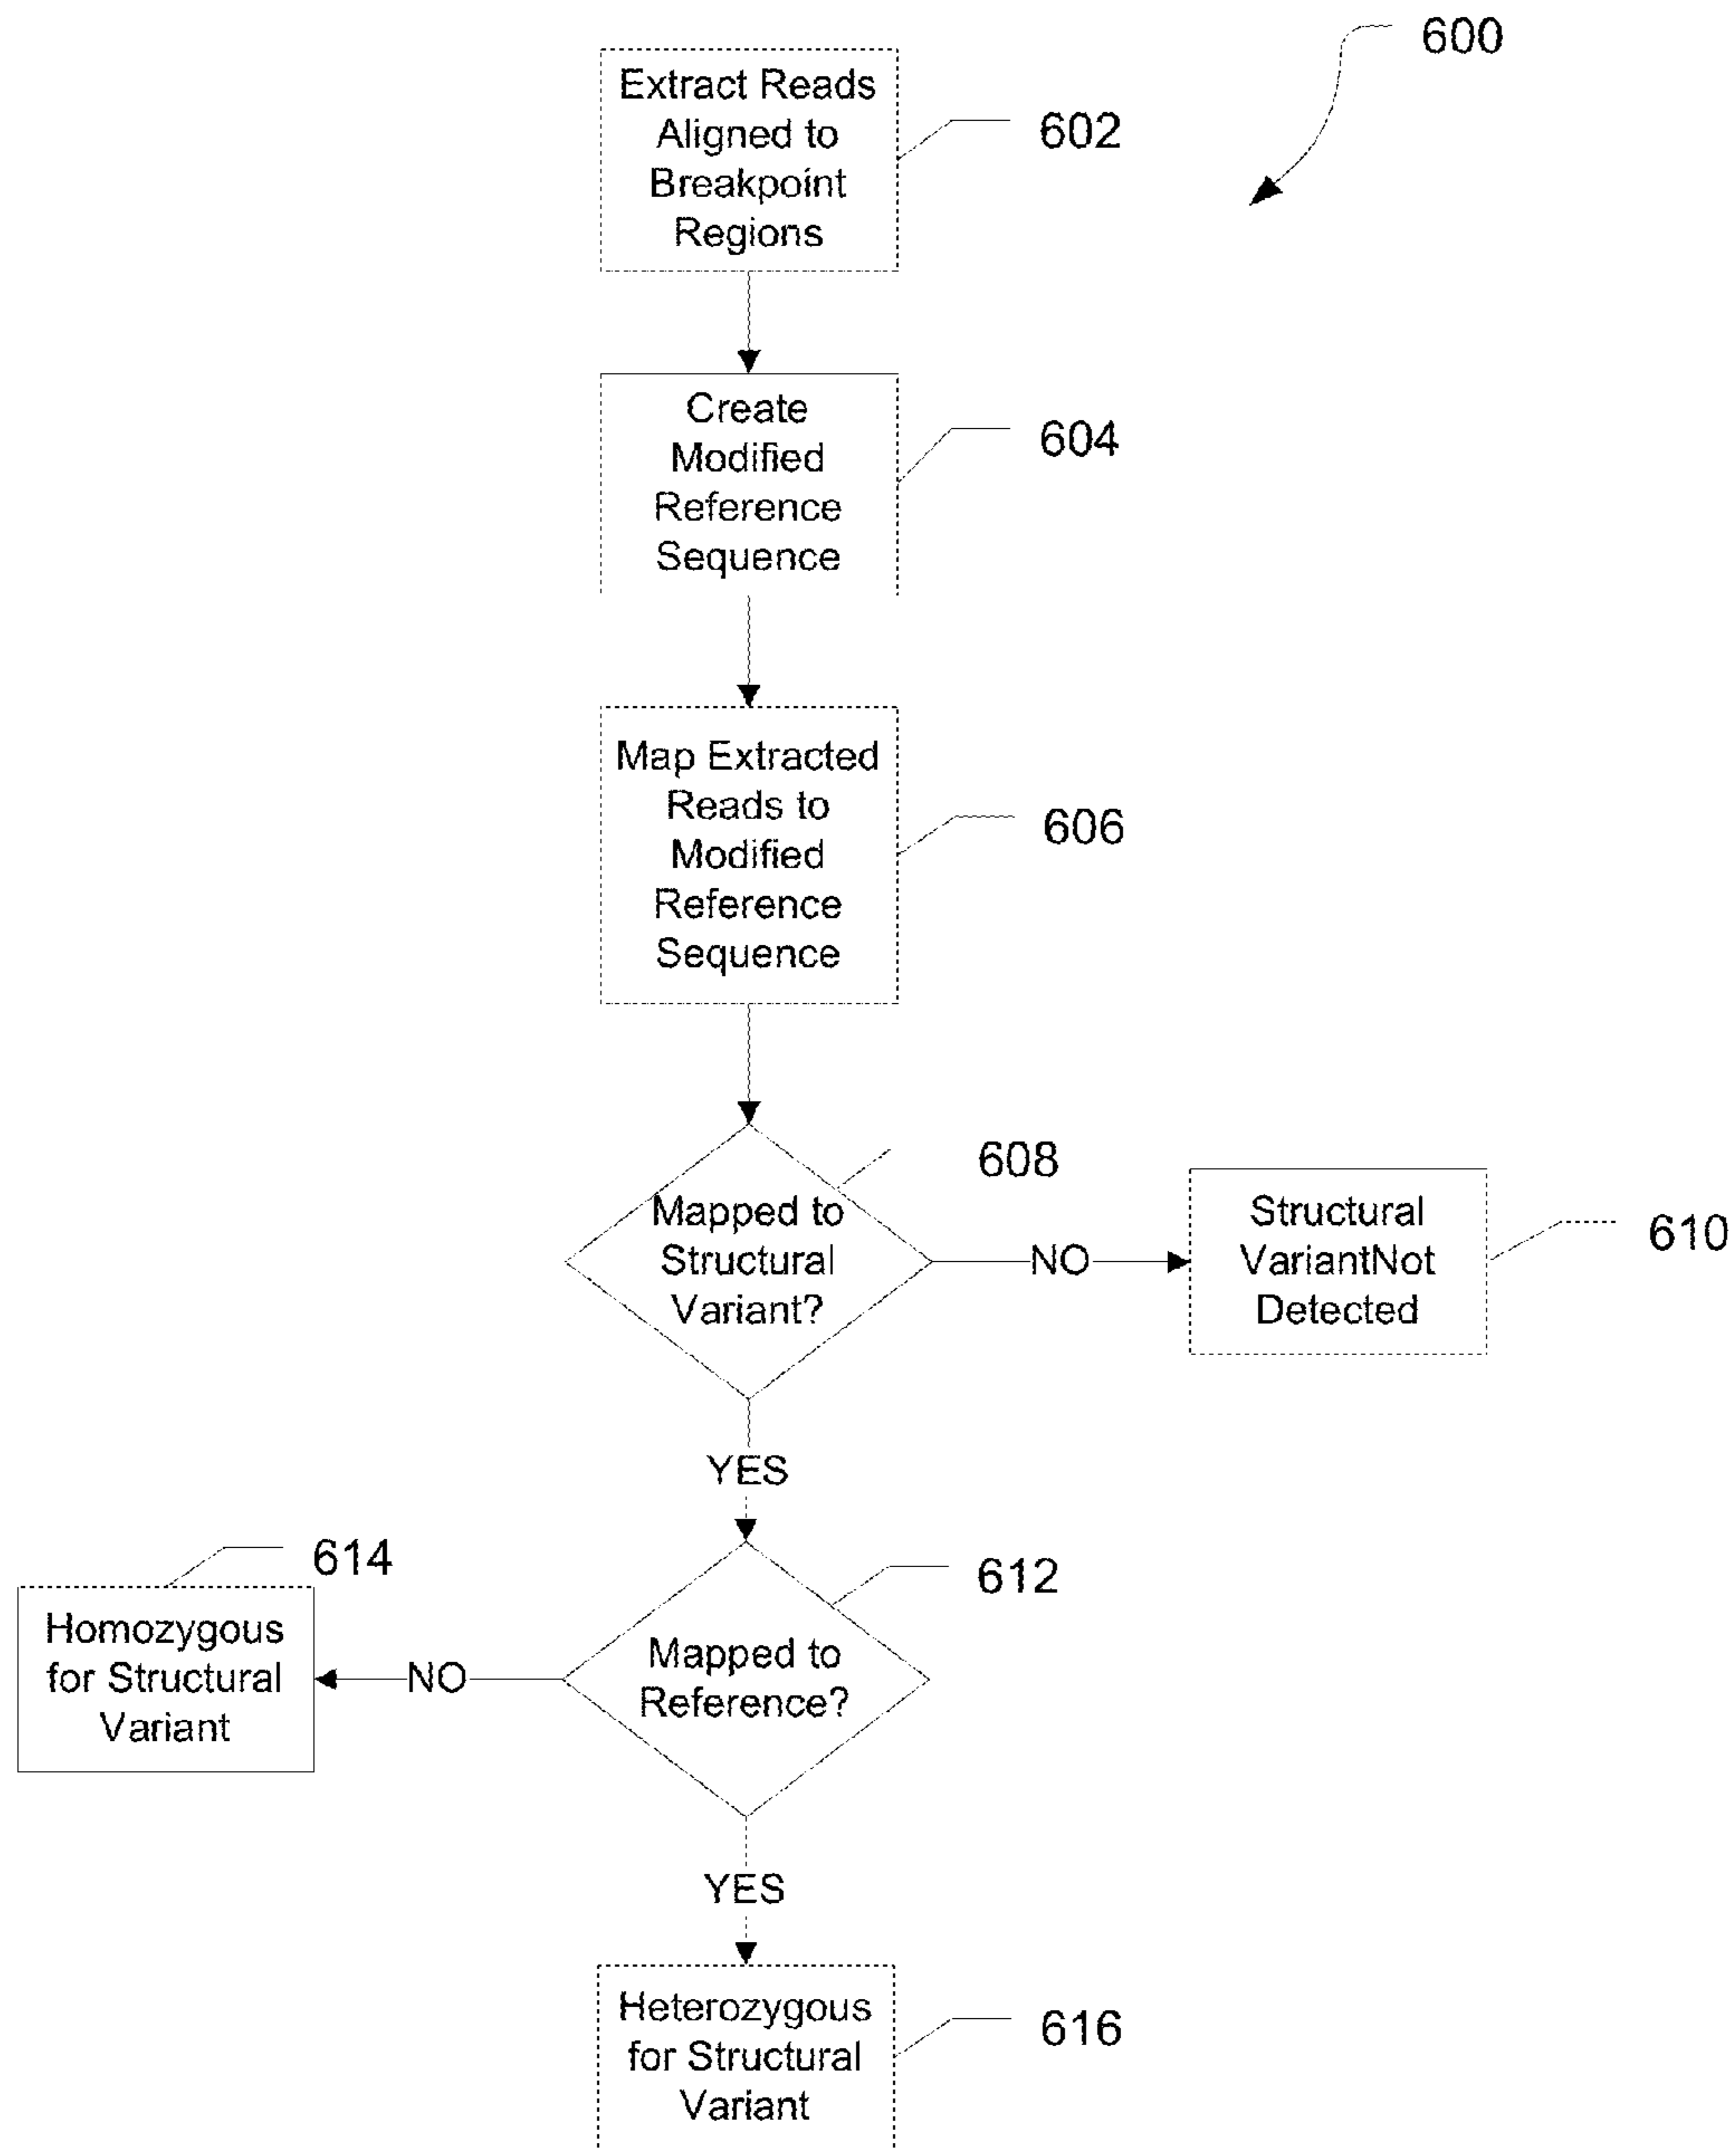 600
Extract Reads
Aligned to
Breakpoint
Regions
602
Create
Modified
Reference
Sequence
604
Map Extracted
Reads to
Modified
Reference
Sequence
606
608
Mapped to
Structural
Variant?
NO
Structural
VariantNot
Detected
610
YES
614
Homozygous
for Structural
Variant
NO
612
Mapped to
Reference?
YES
Heterozygous
for Structural
Variant
616